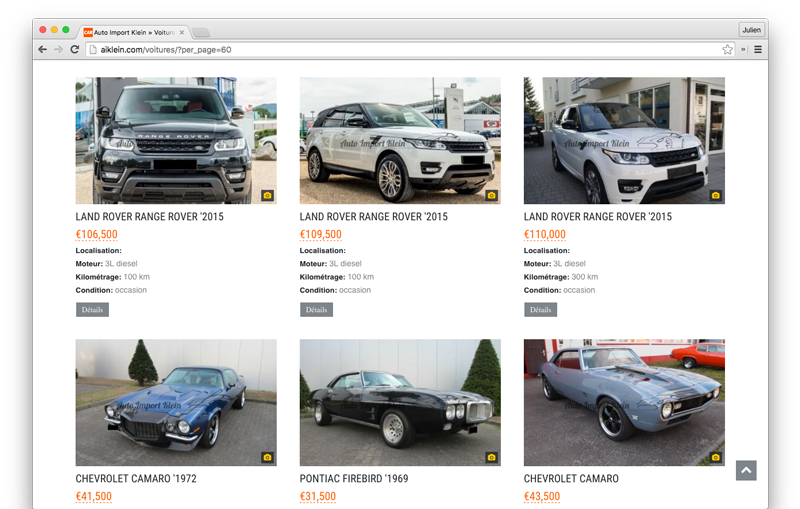 CAR Auto Import Klein » Voiture
Julien
aiklein.com/voitures/?per_page=60
RANGE ROVER
Auto Import Klein
Auto Import Klein
LAND ROVER RANGE ROVER '2015
LAND ROVER RANGE ROVER '2015
LAND ROVER RANGE ROVER '2015
€106,500
€109,500
€110,000
Localisation:
Localisation:
Localisation:
Moteur: 3L diesel
Moteur: 3L diesel
Moteur: 3L diesel
Kilométrage: 100 km
Kilométrage: 100 km
Kilométrage: 300 km
Condition: occasion
Condition: occasion
Condition: occasion
Détails
Détails
Détails
Auto Import Klein
Auto Import Klein
Auto Import Klein
CHEVROLET CAMARO '1972
PONTIAC FIREBIRD '1969
CHEVROLET CAMARO
€41,500
€31,500
€43,500